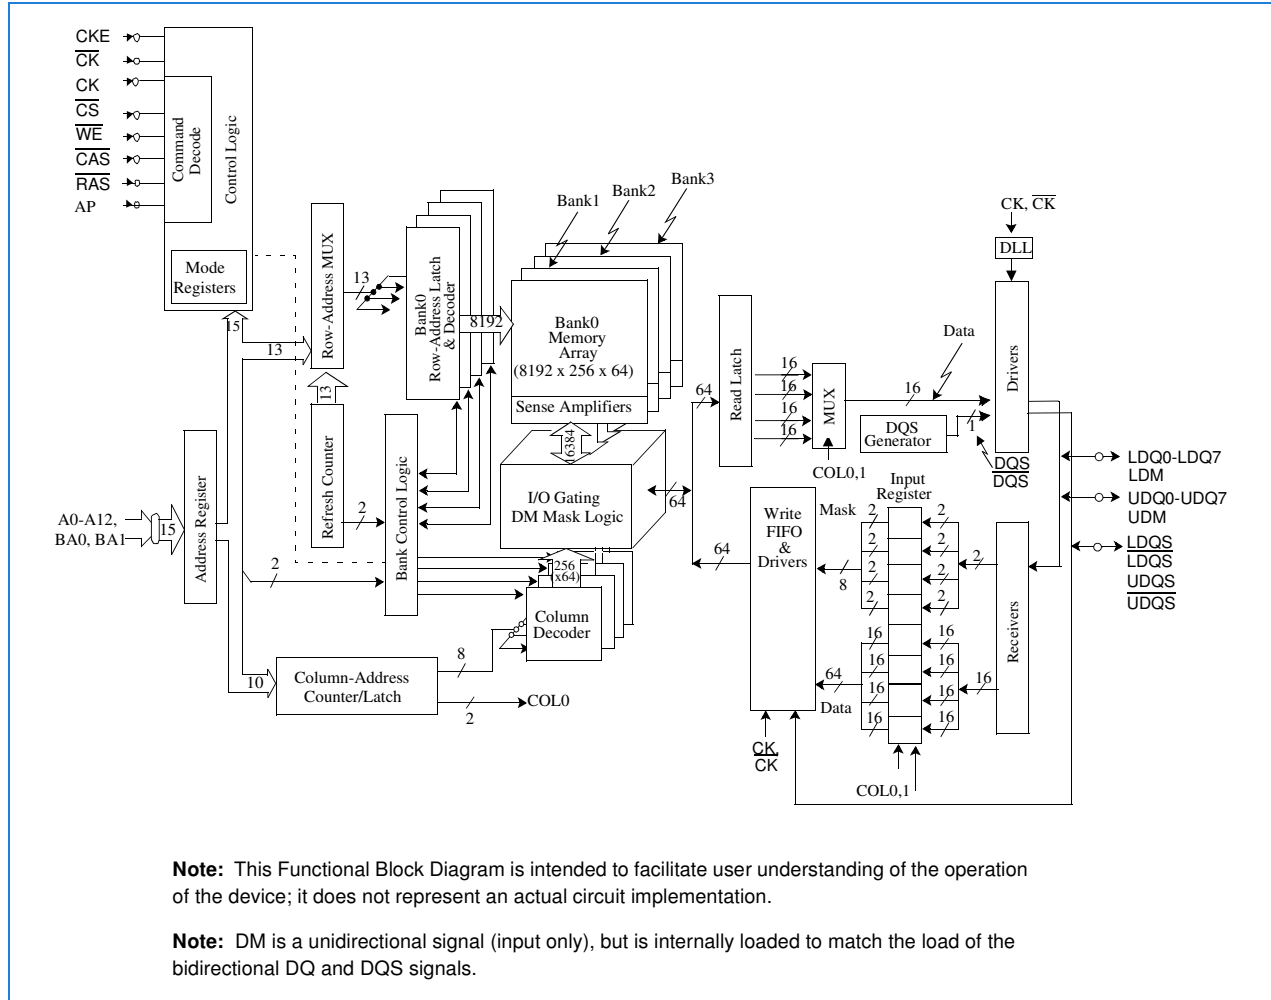 CKE
CK
CK
CS
WE
CAS
RAS
AP
Command
Decode
Control Logic
Mode
Registers
15
13
Row-Address MUX
13
13
Refresh Counter
Bank0
Row-Address Latch
& Decoder
8192
Bank1
Bank2
Bank3
Bank0
Memory
Array
(8192 x 256 x 64)
Sense Amplifiers
16384
I/O Gating
DM Mask Logic
64
256
(x64)
Column
Decoder
Bank Control Logic
2
2
A0-A12,
BA0, BA1
15
Address Register
10
Column-Address
Counter/Latch
8
2
COL0
64
64
Read Latch
16
16
16
16
MUX
COL0,1
16
Data
DQS
Generator
1
DQS
DQS
CK, CK
DLL
Drivers
LDQ0-LDQ7
LDM
UDQ0-UDQ7
UDM
LDQS
LDQS
UDQS
UDQS
Write
FIFO
&
Drivers
CK,
CK
Mask
8
64
Data
Input
Register
2
2
2
2
16
16
16
16
2
2
2
2
16
16
16
16
COL0,1
2
16
Receivers
Note: This Functional Block Diagram is intended to facilitate user understanding of the operation
of the device; it does not represent an actual circuit implementation.
Note: DM is a unidirectional signal (input only), but is internally loaded to match the load of the
bidirectional DQ and DQS signals.